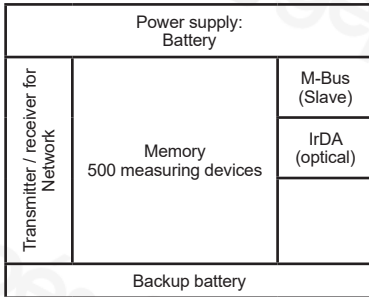 Power supply:
Battery
Transmitter / receiver for
Network
Memory
500 measuring devices
M-Bus
(Slave)
IrDA
(optical)
Backup battery